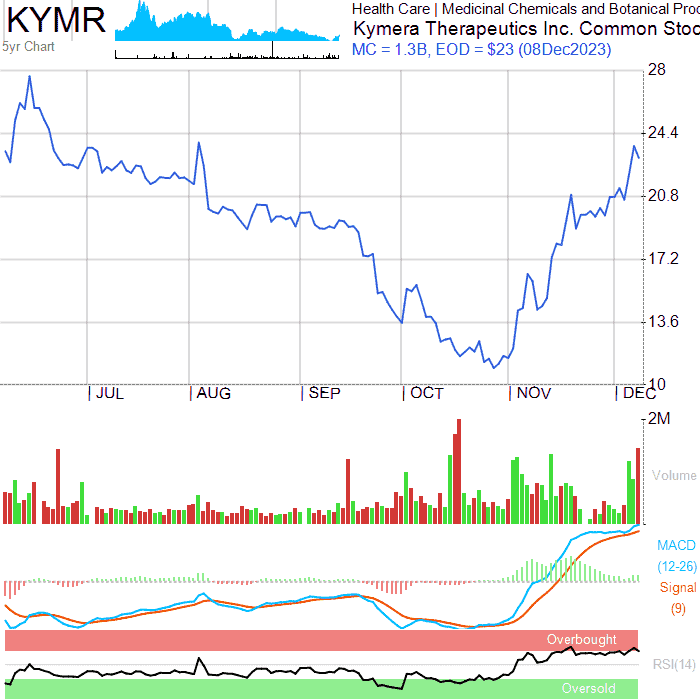 KYMR
5yr Chart
Health Care | Medicinal Chemicals and Botanical Proc
Kymera Therapeutics Inc. Common Stoc
MC = 1.3B, EOD = $23 (08Dec2023)
28
24.4
20.8
17.2
13.6
10
JUL AUG SEP OCT NOV DEC
2M
Volume
MACD
(12-26)
Signal
(9)
Overbought
RSI(14)
Oversold